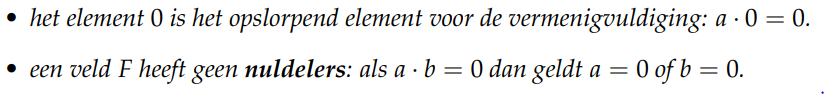 • het element 0 is het opslorpend element voor de vermenigvuldiging: a · 0 = 0.
• een veld F heeft geen nuldelers: als a · b = 0 dan geldt a = 0 of b = 0.